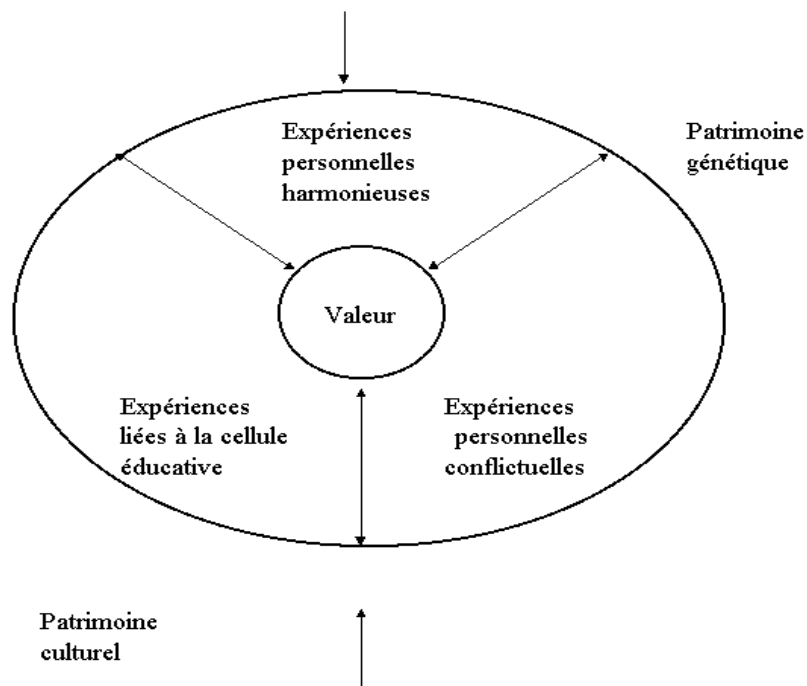 Expériences
personnelles
harmonieuses
Patrimoine
génétique
Valeur
Expériences
liées à la cellule
éducative
Expériences
personnelles
conflictuelles
Patrimoine
culturel